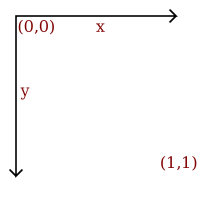 (0,0) x
y
(1,1)